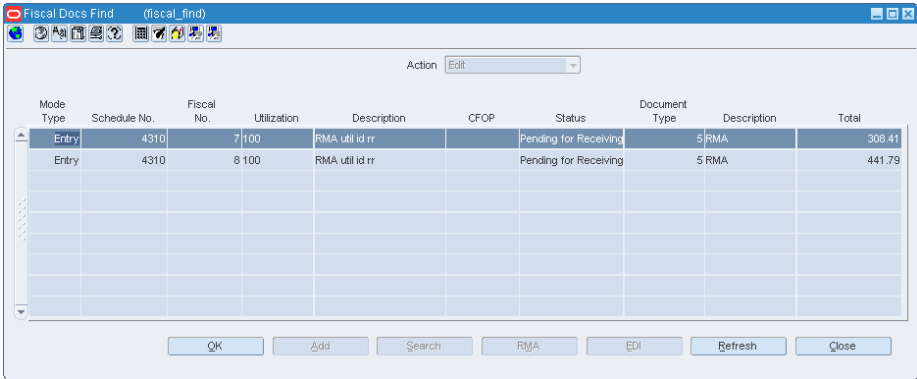 Fiscal Docs Find (fiscal_find)
Action Edit
Mode Type Schedule No. Fiscal No. Utilization Description CFOP Status Document Type Description Total
Entry 4310 7 100 RMA util id rr Pending for Receiving 5 RMA 308.41
Entry 4310 8 100 RMA util id rr Pending for Receiving 5 RMA 441.79
OK Add Search RMA EDI Refresh Close